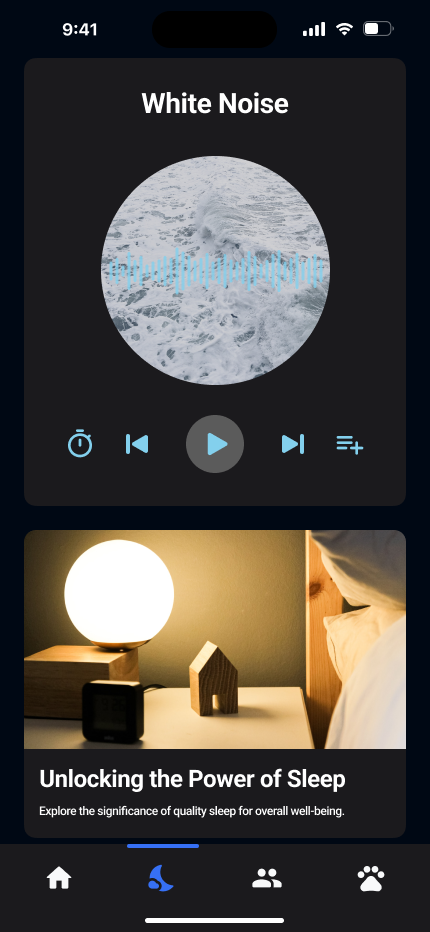 9:41
White Noise
Unlocking the Power of Sleep
Explore the significance of quality sleep for overall well-being.